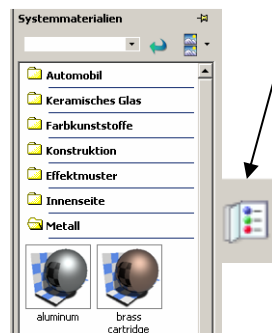 Systemmaterialien
Automobil
Keramisches Glas
Farbkunststoffe
Konstruktion
Effektmuster
Innenseite
Metall
aluminum
brass
cartridge